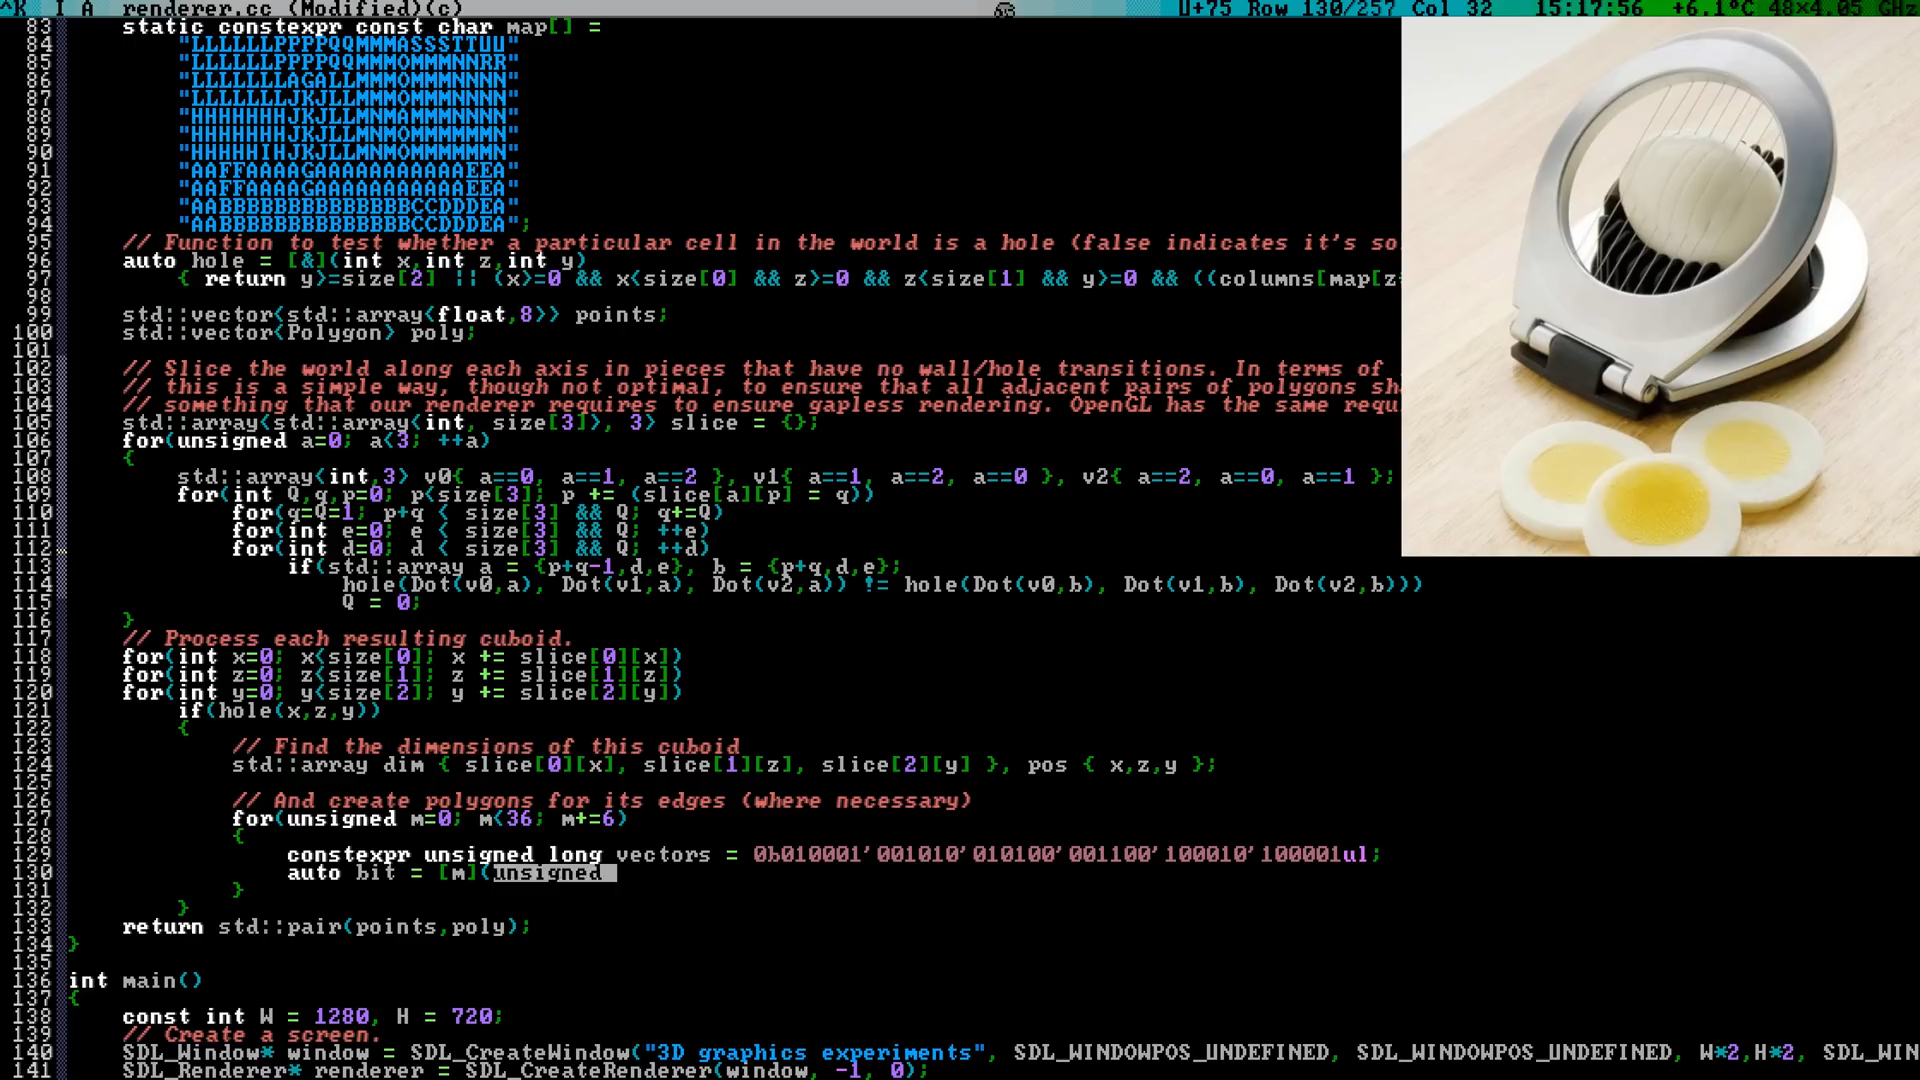 ^K I A renderer.cc (Modified)(c) U+75 Row 130/257 Col 32 15:17:56 +6.1°C 48×4.05 GHz
83 static constexpr const char map[] =
84 "LLLLLLPPPPQQMMMASSSTTUU"
85 "LLLLLLPPPPQQMMMOMMMNNRR"
86 "LLLLLLLAGALLMMMOMMMNNNN"
87 "LLLLLLLJKJLLMMMOMMMNNNN"
88 "HHHHHHHJKJLLMNMAMMMNNNN"
89 "HHHHHHHJKJLLMNMOMMMMMMN"
90 "HHHHHIHJKJLLMNMOMMMMMMN"
91 "AAFFAAAAGAAAAAAAAAAAEEA"
92 "AAFFAAAAGAAAAAAAAAAAEEA"
93 "AABBBBBBBBBBBBBBCCDDDEA"
94 "AABBBBBBBBBBBBBBCCDDDEA";
95 // Function to test whether a particular cell in the world is a hole (false indicates it's so
96 auto hole = [&](int x,int z,int y)
97 { return y>=size[2] || (x>=0 && x<size[0] && z>=0 && z<size[1] && y>=0 && ((columns[map[z
98
99 std::vector<std::array<float,8>> points;
100 std::vector<Polygon> poly;
101
102 // Slice the world along each axis in pieces that have no wall/hole transitions. In terms of
103 // this is a simple way, though not optimal, to ensure that all adjacent pairs of polygons sh
104 // something that our renderer requires to ensure gapless rendering. OpenGL has the same requ
105 std::array<std::array<int, size[3]>, 3> slice = {};
106 for(unsigned a=0; a<3; ++a)
107 {
108 std::array<int,3> v0{ a==0, a==1, a==2 }, v1{ a==1, a==2, a==0 }, v2{ a==2, a==0, a==1 };
109 for(int Q,q,p=0; p<size[3]; p += (slice[a][p] = q))
110 for(q=Q=1; p+q < size[3] && Q; q+=Q)
111 for(int e=0; e < size[3] && Q; ++e)
112 for(int d=0; d < size[3] && Q; ++d)
113 if(std::array a = {p+q-1,d,e}, b = {p+q,d,e};
114 hole(Dot(v0,a), Dot(v1,a), Dot(v2,a)) != hole(Dot(v0,b), Dot(v1,b), Dot(v2,b)))
115 Q = 0;
116 }
117 // Process each resulting cuboid.
118 for(int x=0; x<size[0]; x += slice[0][x])
119 for(int z=0; z<size[1]; z += slice[1][z])
120 for(int y=0; y<size[2]; y += slice[2][y])
121 if(hole(x,z,y))
122 {
123 // Find the dimensions of this cuboid
124 std::array dim { slice[0][x], slice[1][z], slice[2][y] }, pos { x,z,y };
125
126 // And create polygons for its edges (where necessary)
127 for(unsigned m=0; m<36; m+=6)
128 {
129 constexpr unsigned long vectors = 0b010001'001010'010100'001100'100010'100001ul;
130 auto bit = [m](unsigned
131 }
132 }
133 return std::pair(points,poly);
134 }
135
136 int main()
137 {
138 const int W = 1280, H = 720;
139 // Create a screen.
140 SDL_Window* window = SDL_CreateWindow("3D graphics experiments", SDL_WINDOWPOS_UNDEFINED, SDL_WINDOWPOS_UNDEFINED, W*2,H*2, SDL_WIN
141 SDL_Renderer* renderer = SDL_CreateRenderer(window, -1, 0);